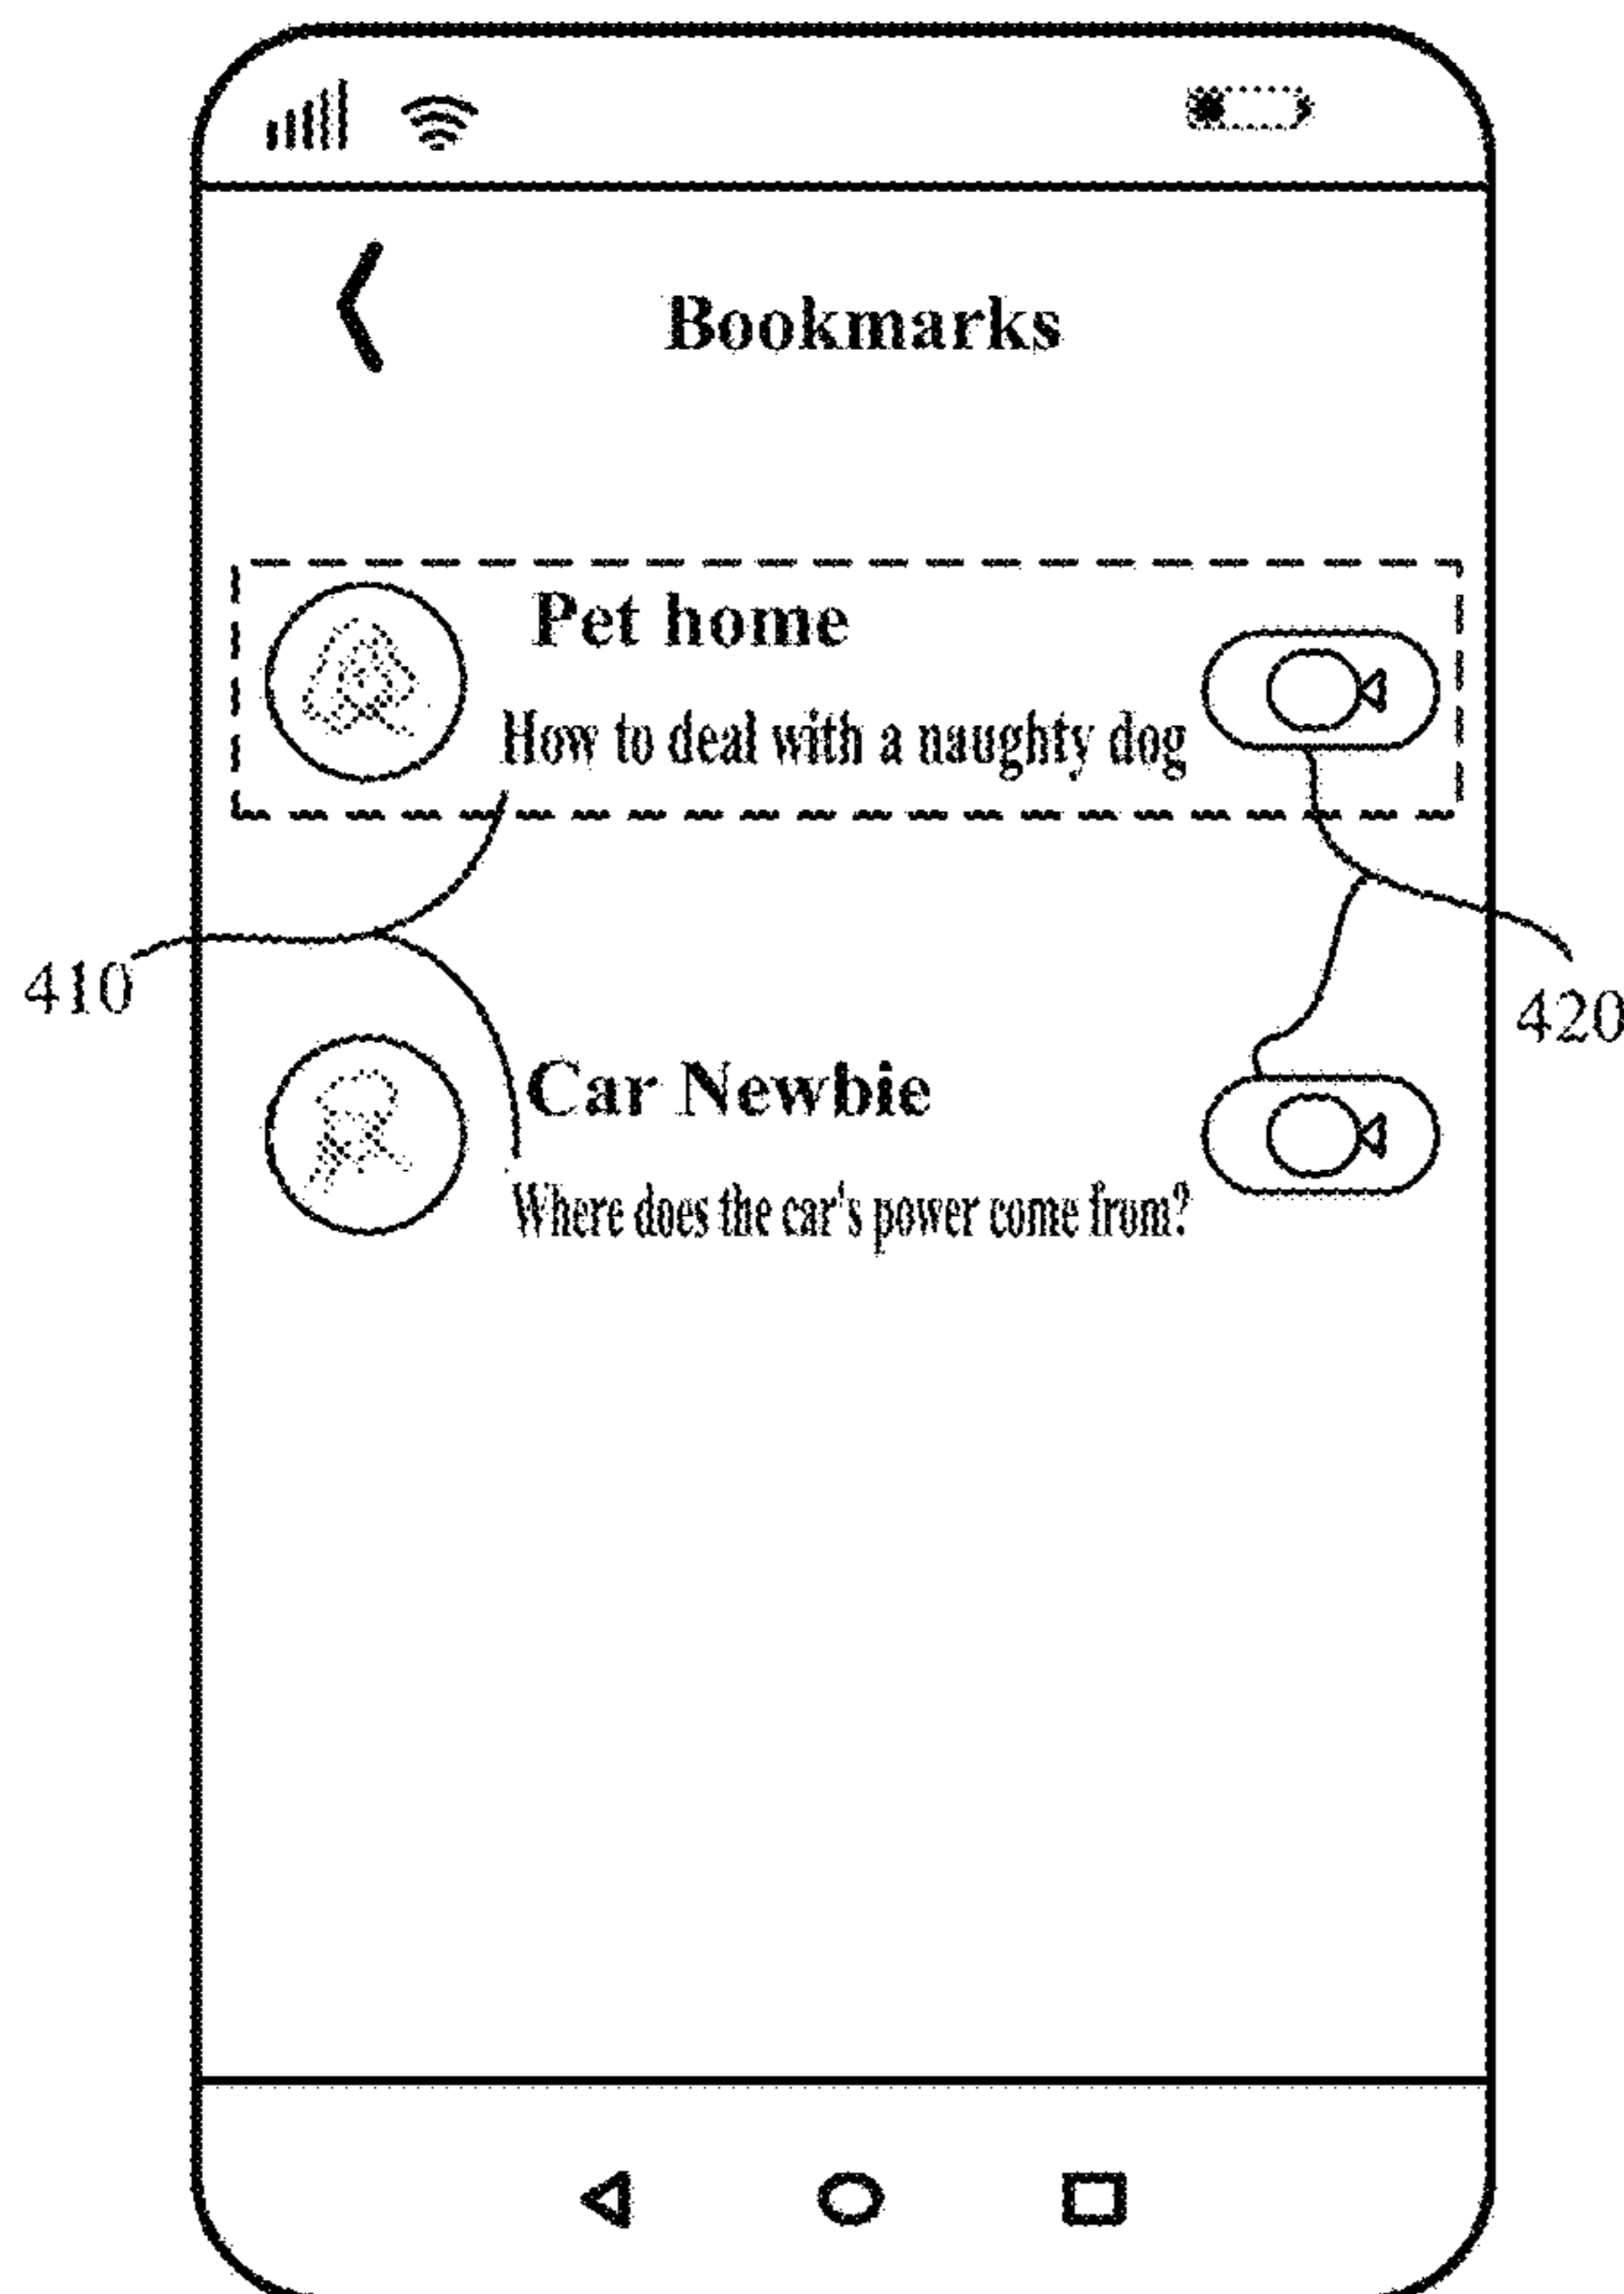 Bookmarks
Pet home
How to deal with a naughty dog
410
420
Car Newbie
Where does the car's power come from?